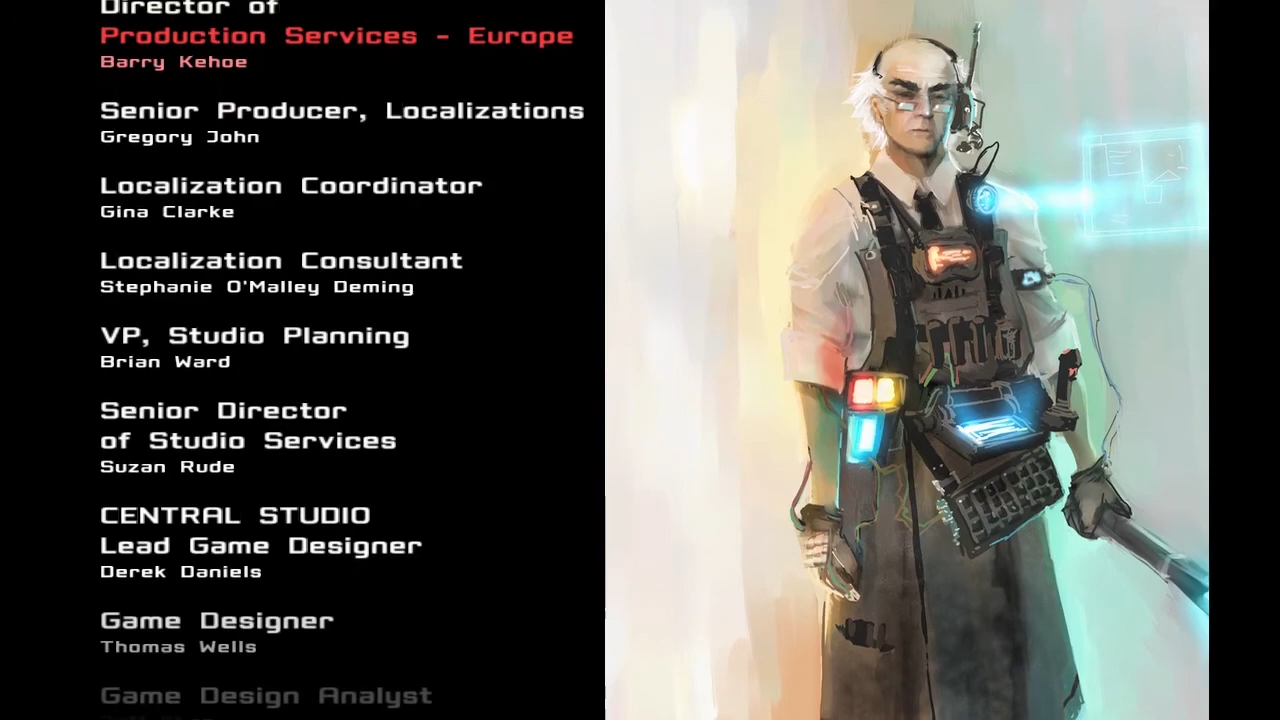 Director of
Production Services - Europe
Barry Kehoe
Senior Producer, Localizations
Gregory John
Localization Coordinator
Gina Clarke
Localization Consultant
Stephanie O'Malley Deming
VP, Studio Planning
Brian Ward
Senior Director
of Studio Services
Suzan Rude
CENTRAL STUDIO
Lead Game Designer
Derek Daniels
Game Designer
Thomas Wells
Game Design Analyst